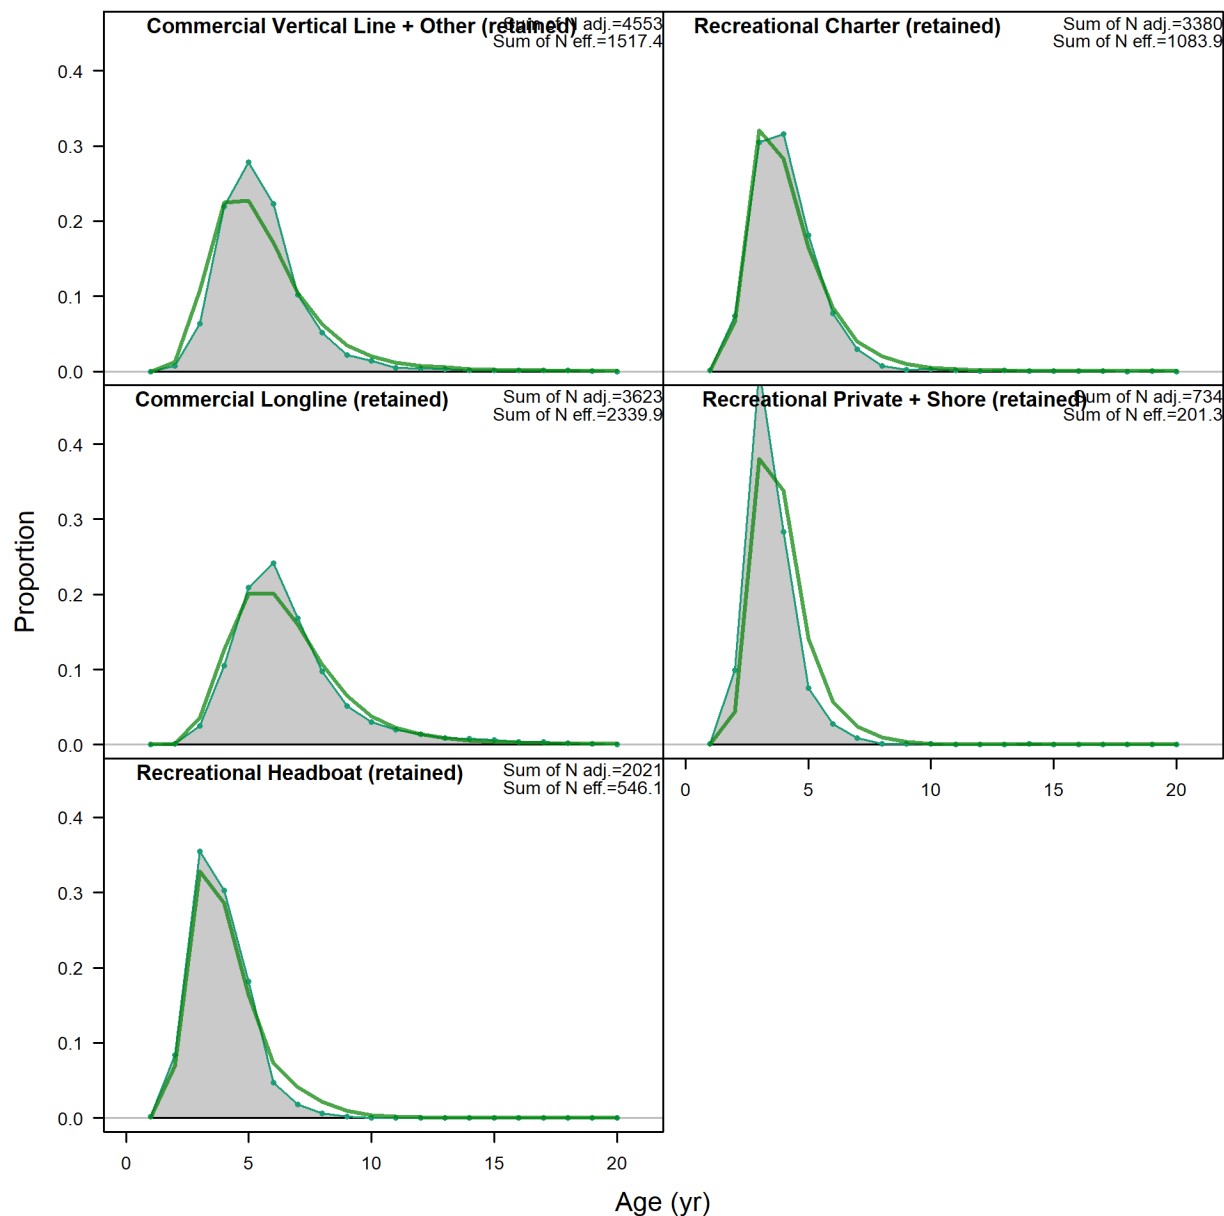 Commercial Vertical Line + Other (retained)
Sum of N adj.=4553
Sum of N eff.=1517.4
Recreational Charter (retained)
Sum of N adj.=3380
Sum of N eff.=1083.9
0.4
0.3
0.2
0.1
0.0
Commercial Longline (retained)
Sum of N adj.=3623
Sum of N eff.=2339.9
Recreational Private + Shore (retained)
Sum of N adj.=734
Sum of N eff.=201.3
0.4
0.3
0.2
0.1
0.0
Proportion
Recreational Headboat (retained)
Sum of N adj.=2021
Sum of N eff.=546.1
0 5 10 15 20
0.4
0.3
0.2
0.1
0.0
0 5 10 15 20
Age (yr)